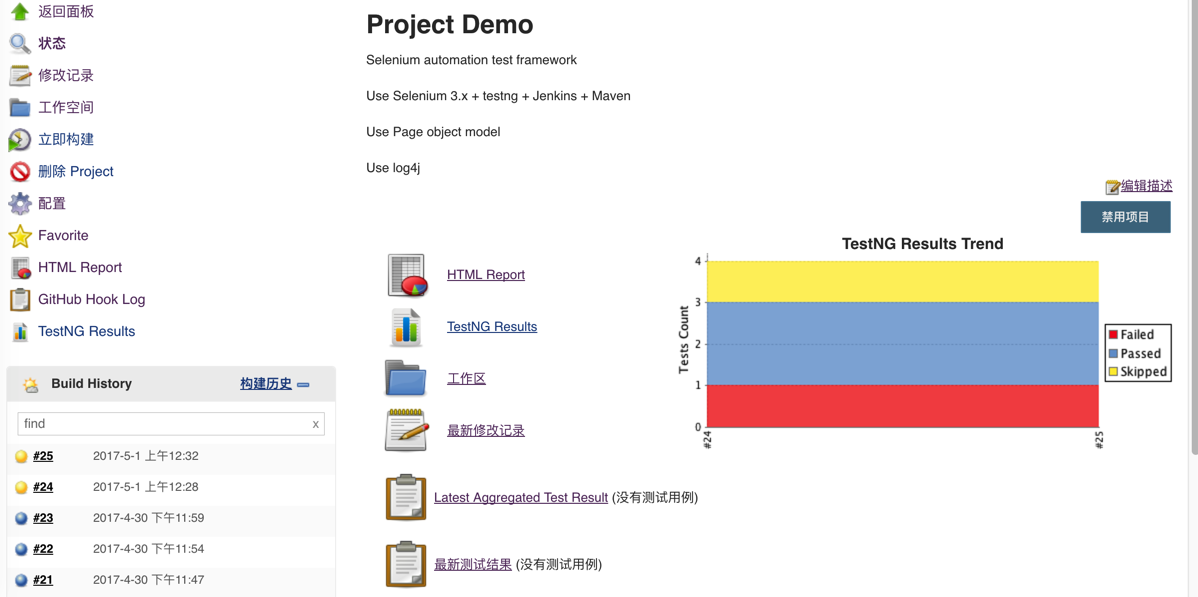 返回面板
状态
修改记录
工作空间
立即构建
删除 Project
配置
Favorite
HTML Report
GitHub Hook Log
TestNG Results
Build History 构建历史
find x
#25 2017-5-1 上午12:32
#24 2017-5-1 上午12:28
#23 2017-4-30 下午11:59
#22 2017-4-30 下午11:54
#21 2017-4-30 下午11:47
Project Demo
Selenium automation test framework
Use Selenium 3.x + testng + Jenkins + Maven
Use Page object model
Use log4j
编辑描述
禁用项目
HTML Report
TestNG Results
工作区
最新修改记录
Latest Aggregated Test Result (没有测试用例)
最新测试结果 (没有测试用例)
TestNG Results Trend
Tests Count
4
3
2
1
0
#24 #25
Failed
Passed
Skipped